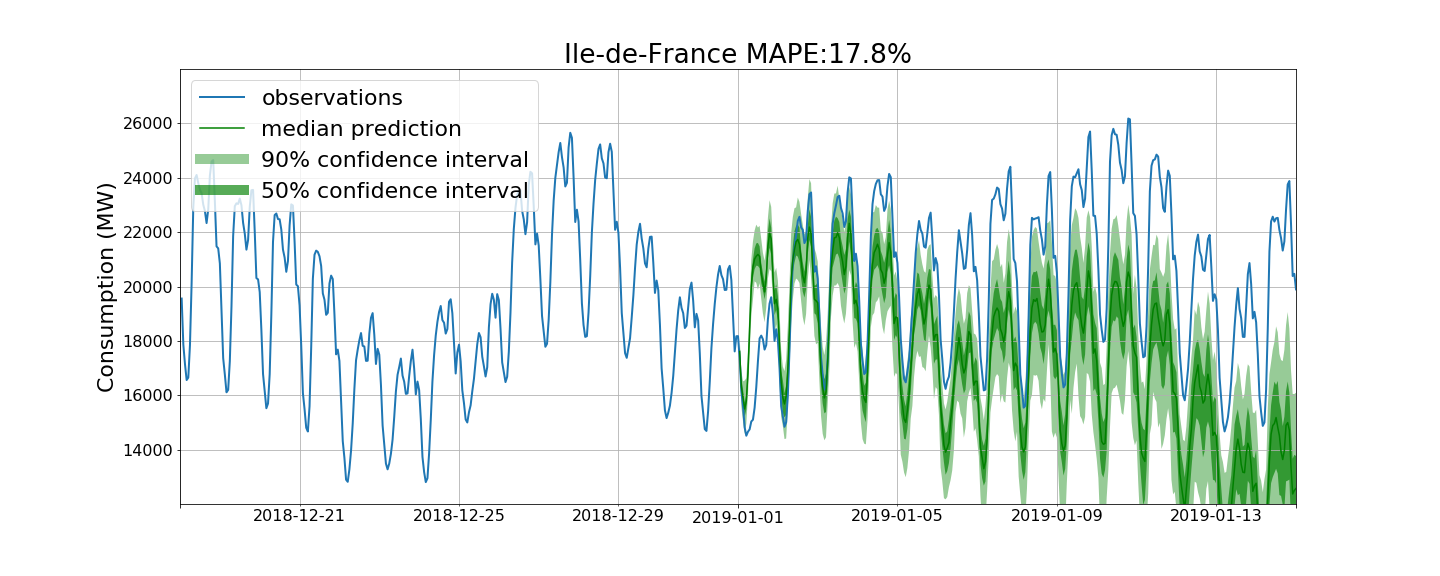 Ile-de-France MAPE:17.8%
observations
median prediction
90% confidence interval
50% confidence interval
Consumption (MW)
26000
24000
22000
20000
18000
16000
14000
2018-12-21
2018-12-25
2018-12-29
2019-01-01
2019-01-05
2019-01-09
2019-01-13